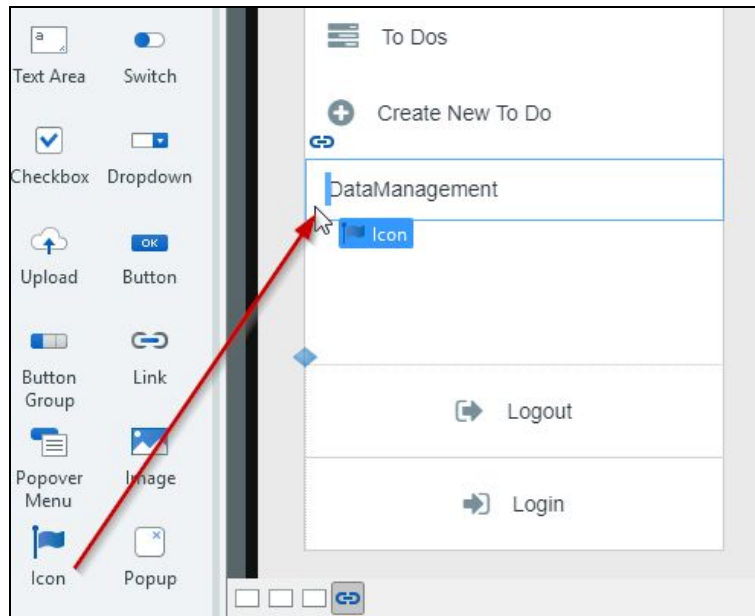 a
Text Area
Switch
Checkbox
Dropdown
Upload
OK
Button
Button
Group
Link
Popover
Menu
Image
Icon
Popup
To Dos
Create New To Do
DataManagement
Icon
Logout
Login